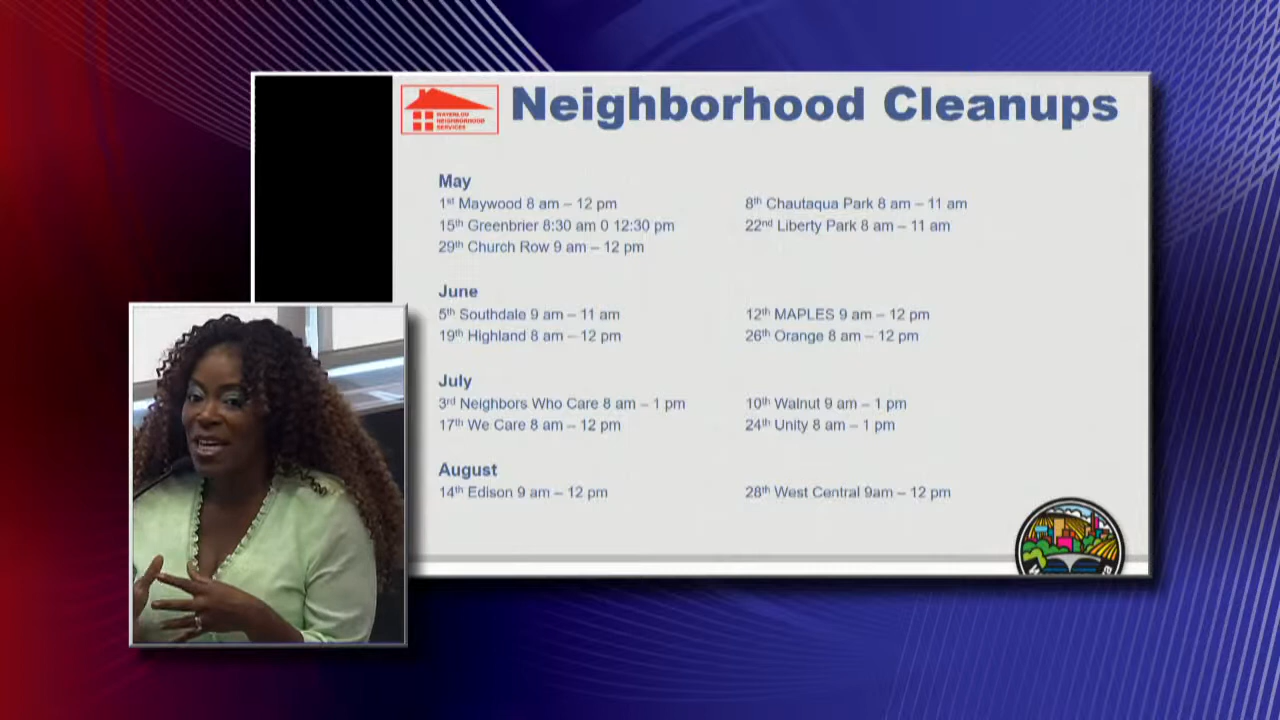 WATERLOO
NEIGHBORHOOD
SERVICES
Neighborhood Cleanups
May
1st Maywood 8 am – 12 pm
8th Chautaqua Park 8 am – 11 am
15th Greenbrier 8:30 am 0 12:30 pm
22nd Liberty Park 8 am – 11 am
29th Church Row 9 am – 12 pm
June
5th Southdale 9 am – 11 am
12th MAPLES 9 am – 12 pm
19th Highland 8 am – 12 pm
26th Orange 8 am – 12 pm
July
3rd Neighbors Who Care 8 am – 1 pm
10th Walnut 9 am – 1 pm
17th We Care 8 am – 12 pm
24th Unity 8 am – 1 pm
August
14th Edison 9 am – 12 pm
28th West Central 9am – 12 pm